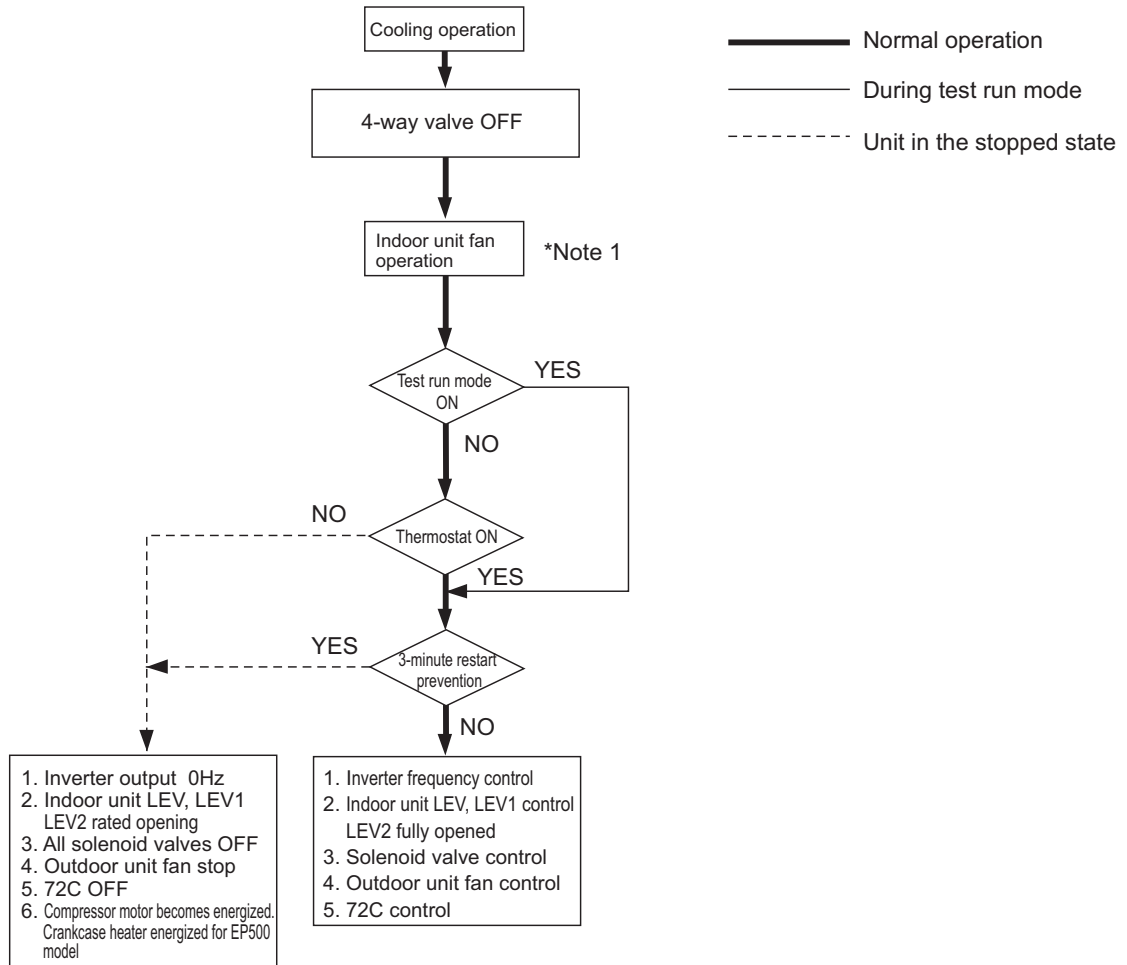 Cooling operation
Normal operation
During test run mode
Unit in the stopped state
4-way valve OFF
Indoor unit fan
operation
*Note 1
Test run mode
ON
YES
NO
NO
Thermostat ON
YES
YES
3-minute restart
prevention
NO
1. Inverter output 0Hz
2. Indoor unit LEV, LEV1
LEV2 rated opening
3. All solenoid valves OFF
4. Outdoor unit fan stop
5. 72C OFF
6. Compressor motor becomes energized.
Crankcase heater energized for EP500
model
1. Inverter frequency control
2. Indoor unit LEV, LEV1 control
LEV2 fully opened
3. Solenoid valve control
4. Outdoor unit fan control
5. 72C control